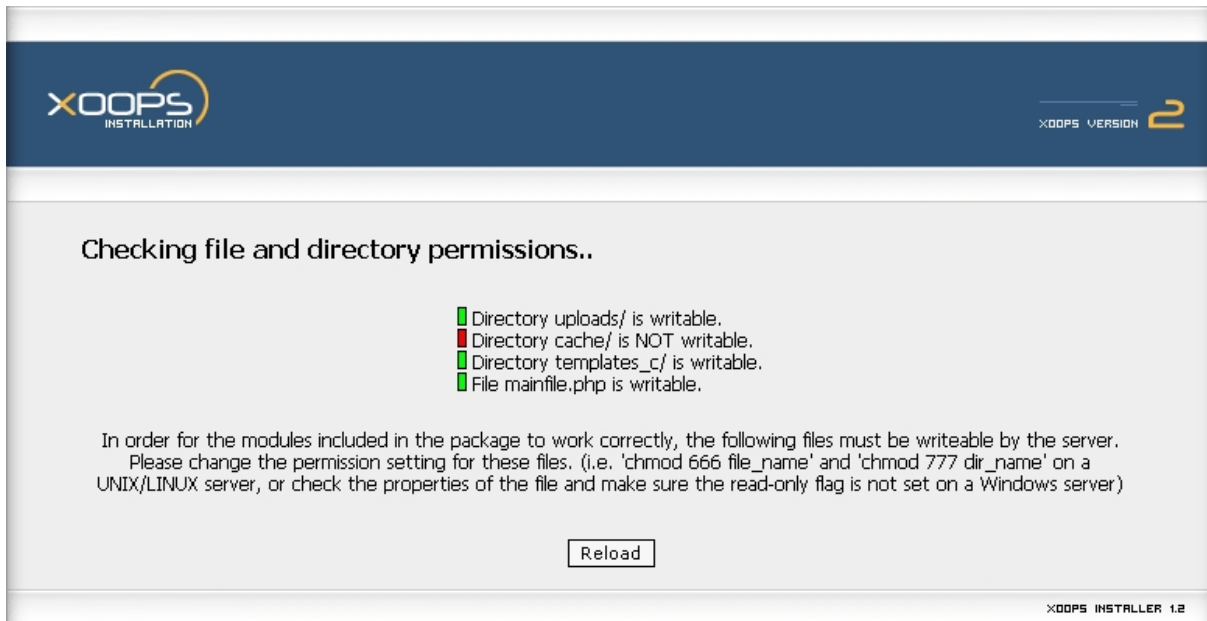 XOOPS
INSTALLATION
XOOPS VERSION 2
Checking file and directory permissions..
Directory uploads/ is writable.
Directory cache/ is NOT writable.
Directory templates_c/ is writable.
File mainfile.php is writable.
In order for the modules included in the package to work correctly, the following files must be writeable by the server.
Please change the permission setting for these files. (i.e. 'chmod 666 file_name' and 'chmod 777 dir_name' on a
UNIX/LINUX server, or check the properties of the file and make sure the read-only flag is not set on a Windows server)
Reload
XOOPS INSTALLER 1.2